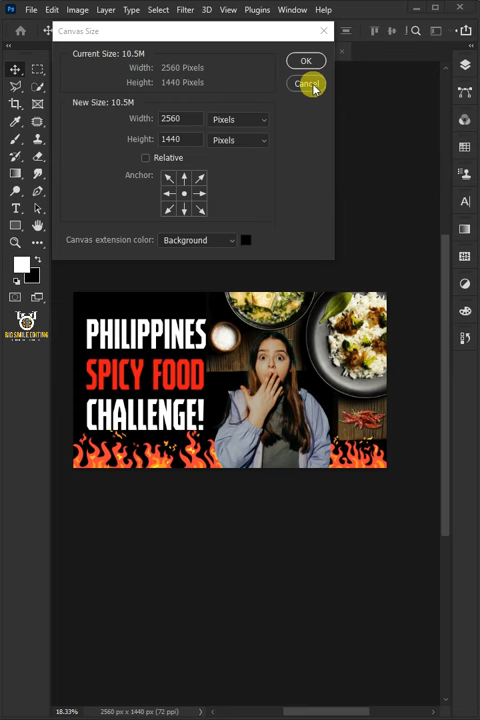 Ps File Edit Image Layer Type Select Filter 3D View Plugins Window Help
Canvas Size
Current Size: 10.5M
Width: 2560 Pixels
Height: 1440 Pixels
OK
Cancel
New Size: 10.5M
Width: 2560 Pixels
Height: 1440 Pixels
Relative
Anchor:
Canvas extension color: Background
PHILIPPINES
SPICY FOOD
CHALLENGE!
18.33% 2560 px x 1440 px (72 ppi)